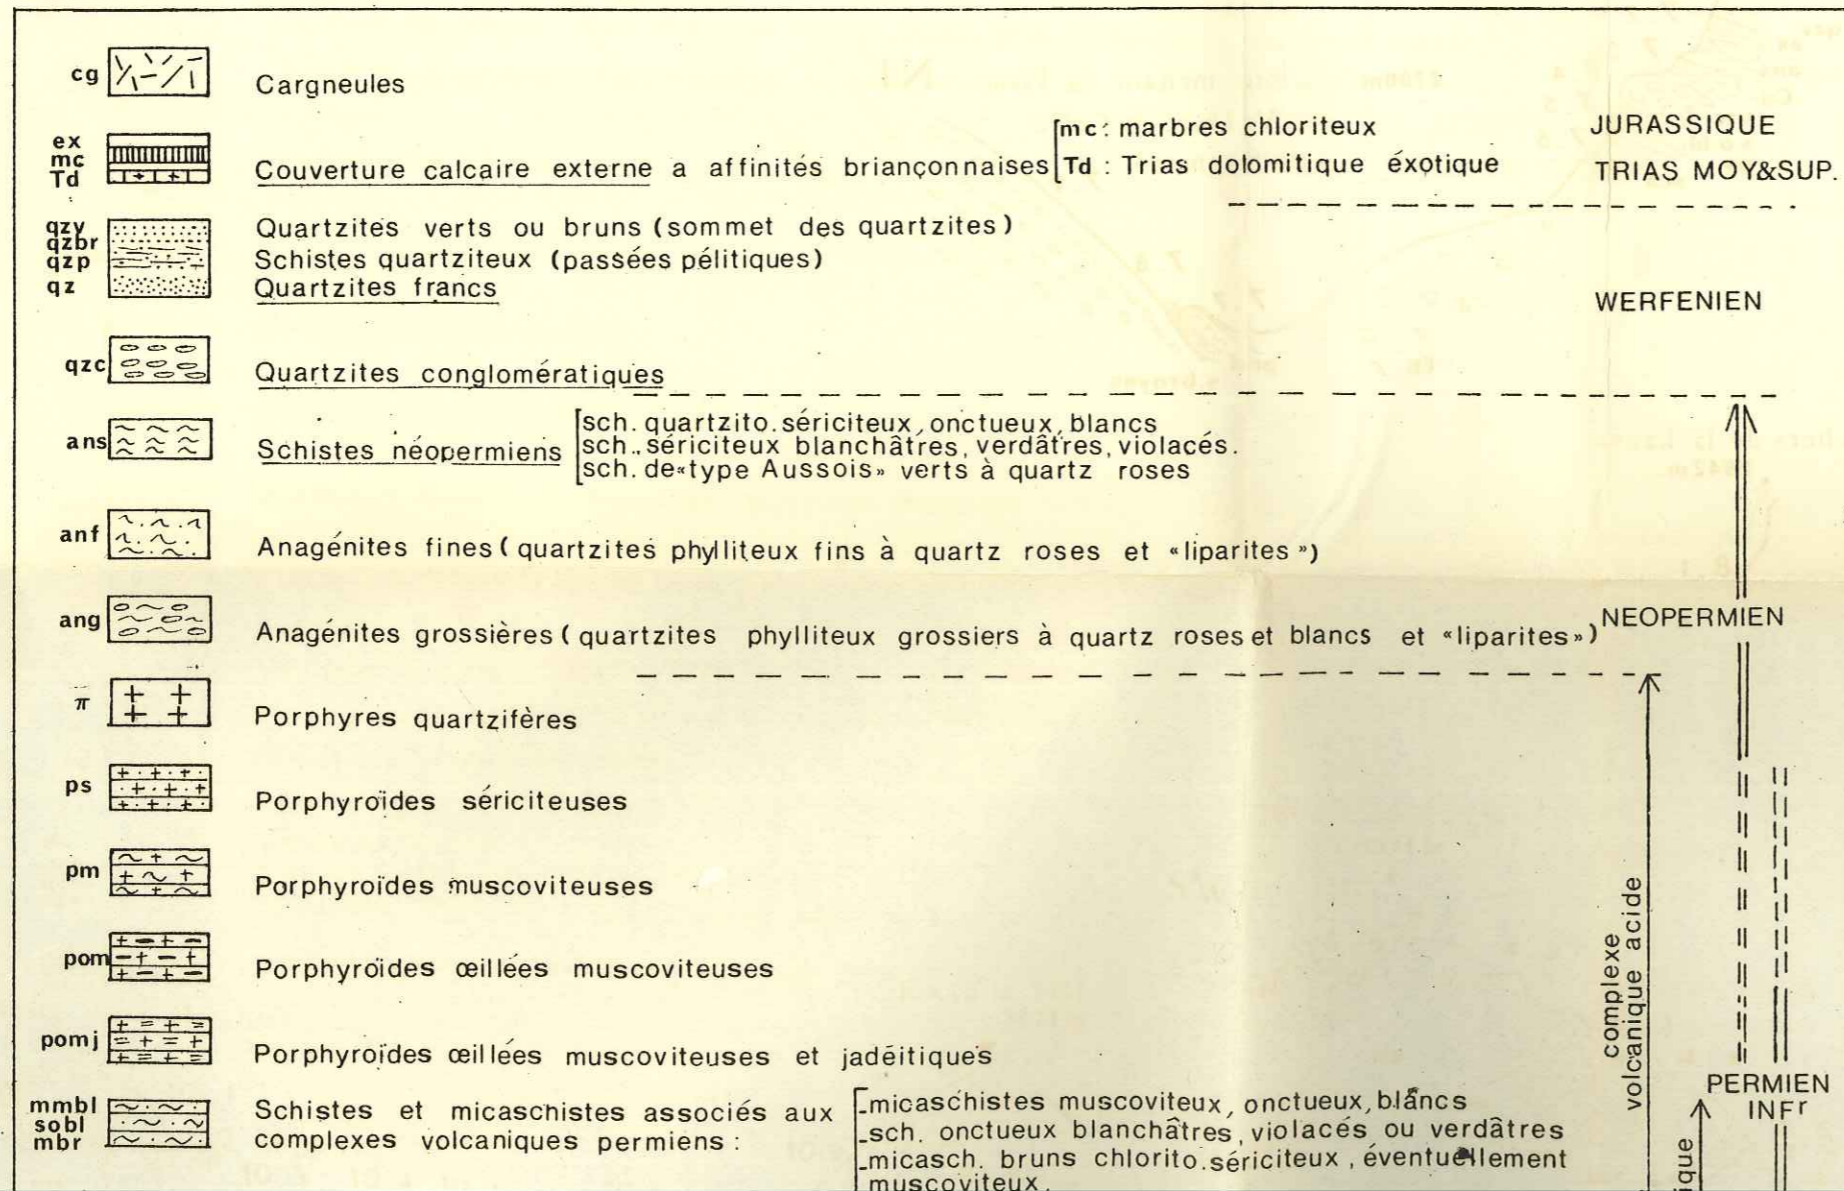 cg Cargneules
ex
mc
Td
Couverture calcaire externe a affinités briançonnaises
mc : marbres chloriteux
Td : Trias dolomitique éxotique
JURASSIQUE
TRIAS MOY&SUP.
qzv
qzbr
qzp
qz
Quartzites verts ou bruns (sommet des quartzites)
Schistes quartziteux (passées pélitiques)
Quartzites francs
WERFENIEN
qzc Quartzites conglomératiques
ans Schistes néopermiens
sch. quartzito.sériciteux, onctueux, blancs
sch., sériciteux blanchâtres, verdâtres, violacés.
sch. de «type Aussois» verts à quartz roses
anf Anagénites fines (quartzites phylliteux fins à quartz roses et «liparites»)
ang Anagénites grossières (quartzites phylliteux grossiers à quartz roses et blancs et «liparites»)
NEOPERMIEN
π Porphyres quartzifères
ps Porphyroïdes sériciteuses
pm Porphyroïdes muscoviteuses
pom Porphyroïdes œillées muscoviteuses
pomj Porphyroïdes œillées muscoviteuses et jadéitiques
complexe
volcanique acide
PERMIEN
INFr
mmbl
sobl
mbr
Schistes et micaschistes associés aux
complexes volcaniques permiens :
-micaschistes muscoviteux, onctueux, blancs
-sch. onctueux blanchâtres, violacés ou verdâtres
-micasch. bruns chlorito.sériciteux, éventuellement
muscoviteux.